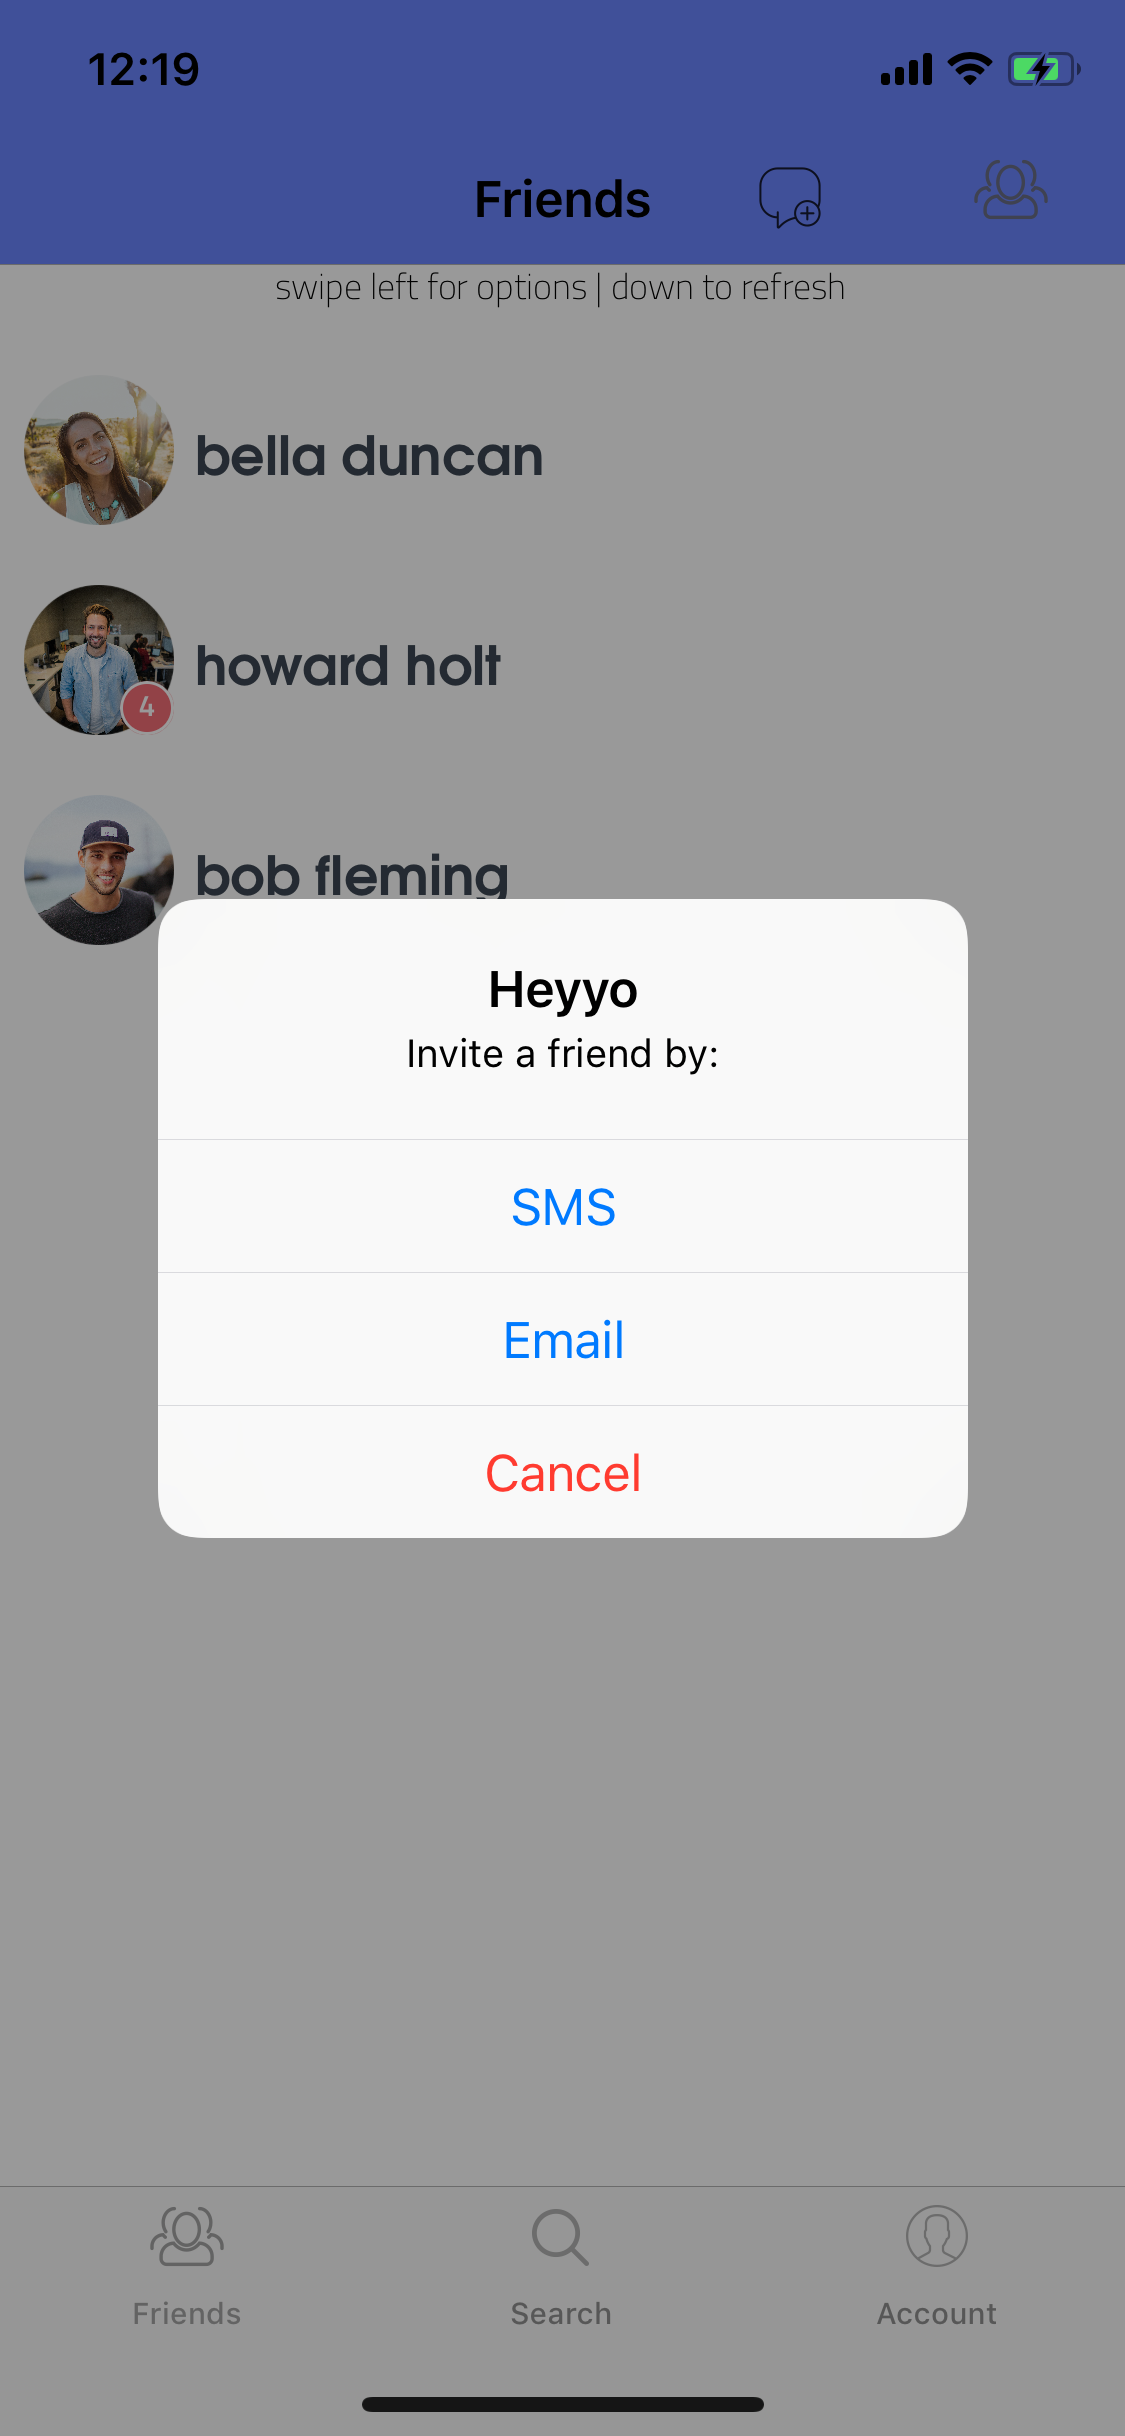 12:19
Friends
swipe left for options | down to refresh
bella duncan
howard holt
4
bob fleming
Heyyo
Invite a friend by:
SMS
Email
Cancel
Friends
Search
Account